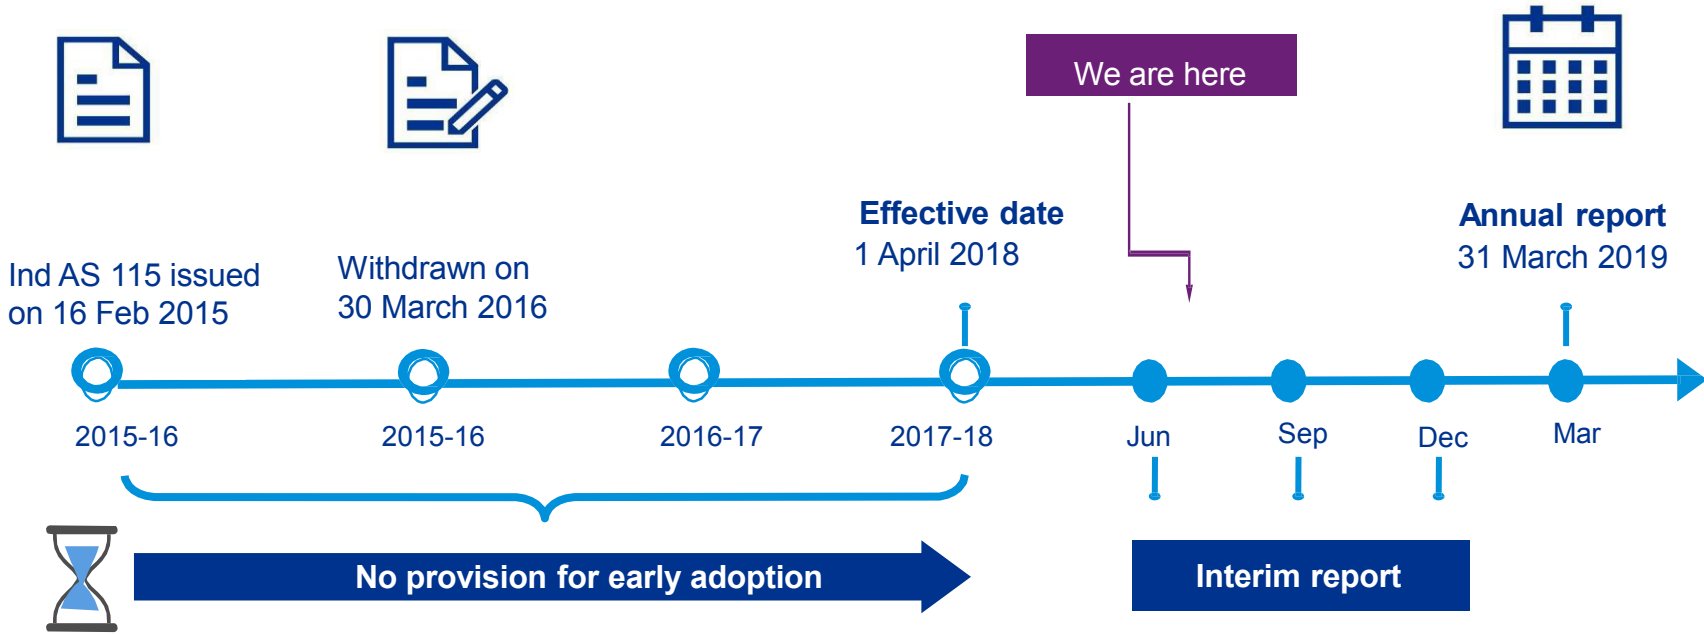 We are here
Effective date
1 April 2018
Annual report
31 March 2019
Ind AS 115 issued
on 16 Feb 2015
Withdrawn on
30 March 2016
2015-16
2015-16
2016-17
2017-18
Jun
Sep
Dec
Mar
No provision for early adoption
Interim report